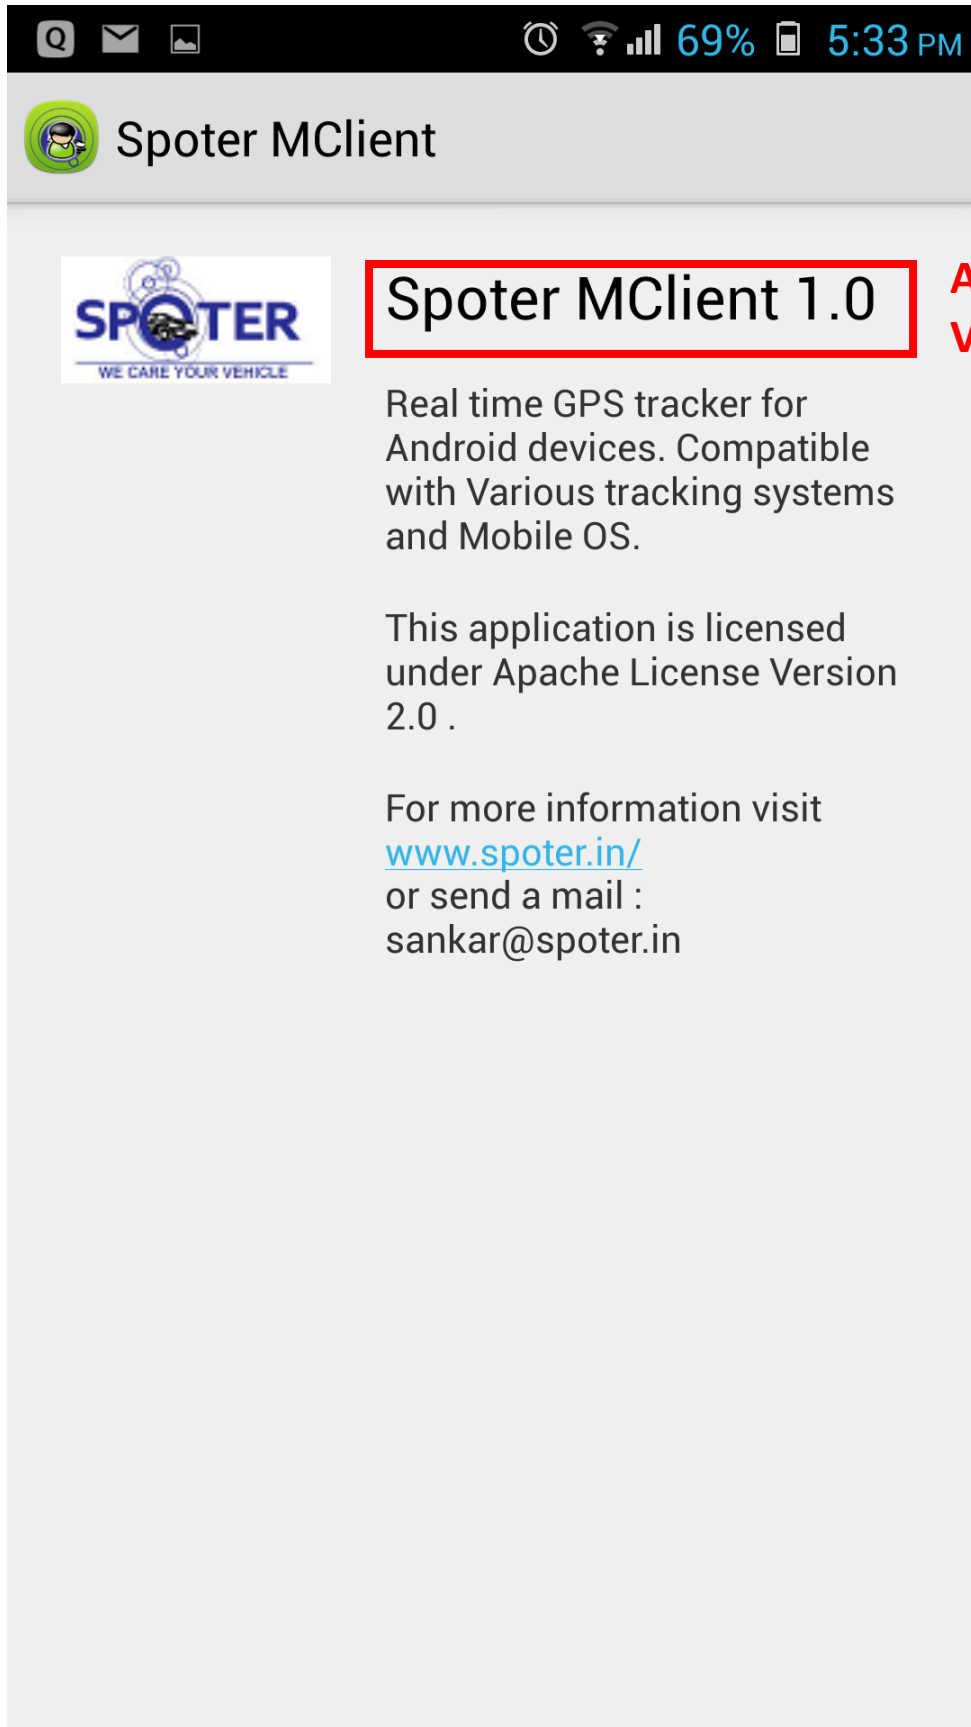 Q 69% 5:33 PM
Spoter MClient
SPOTER
WE CARE YOUR VEHICLE
Spoter MClient 1.0
A
V
Real time GPS tracker for
Android devices. Compatible
with Various tracking systems
and Mobile OS.
This application is licensed
under Apache License Version
2.0 .
For more information visit
www.spoter.in/
or send a mail :
sankar@spoter.in